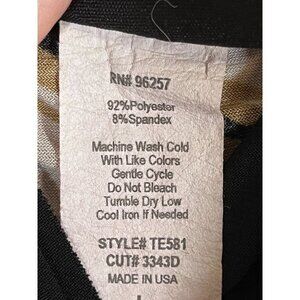 RN# 96257
92%Polyester
8%Spandex
Machine Wash Cold
With Like Colors
Gentle Cycle
Do Not Bleach
Tumble Dry Low
Cool Iron If Needed
STYLE# TE581
CUT# 3343D
MADE IN USA